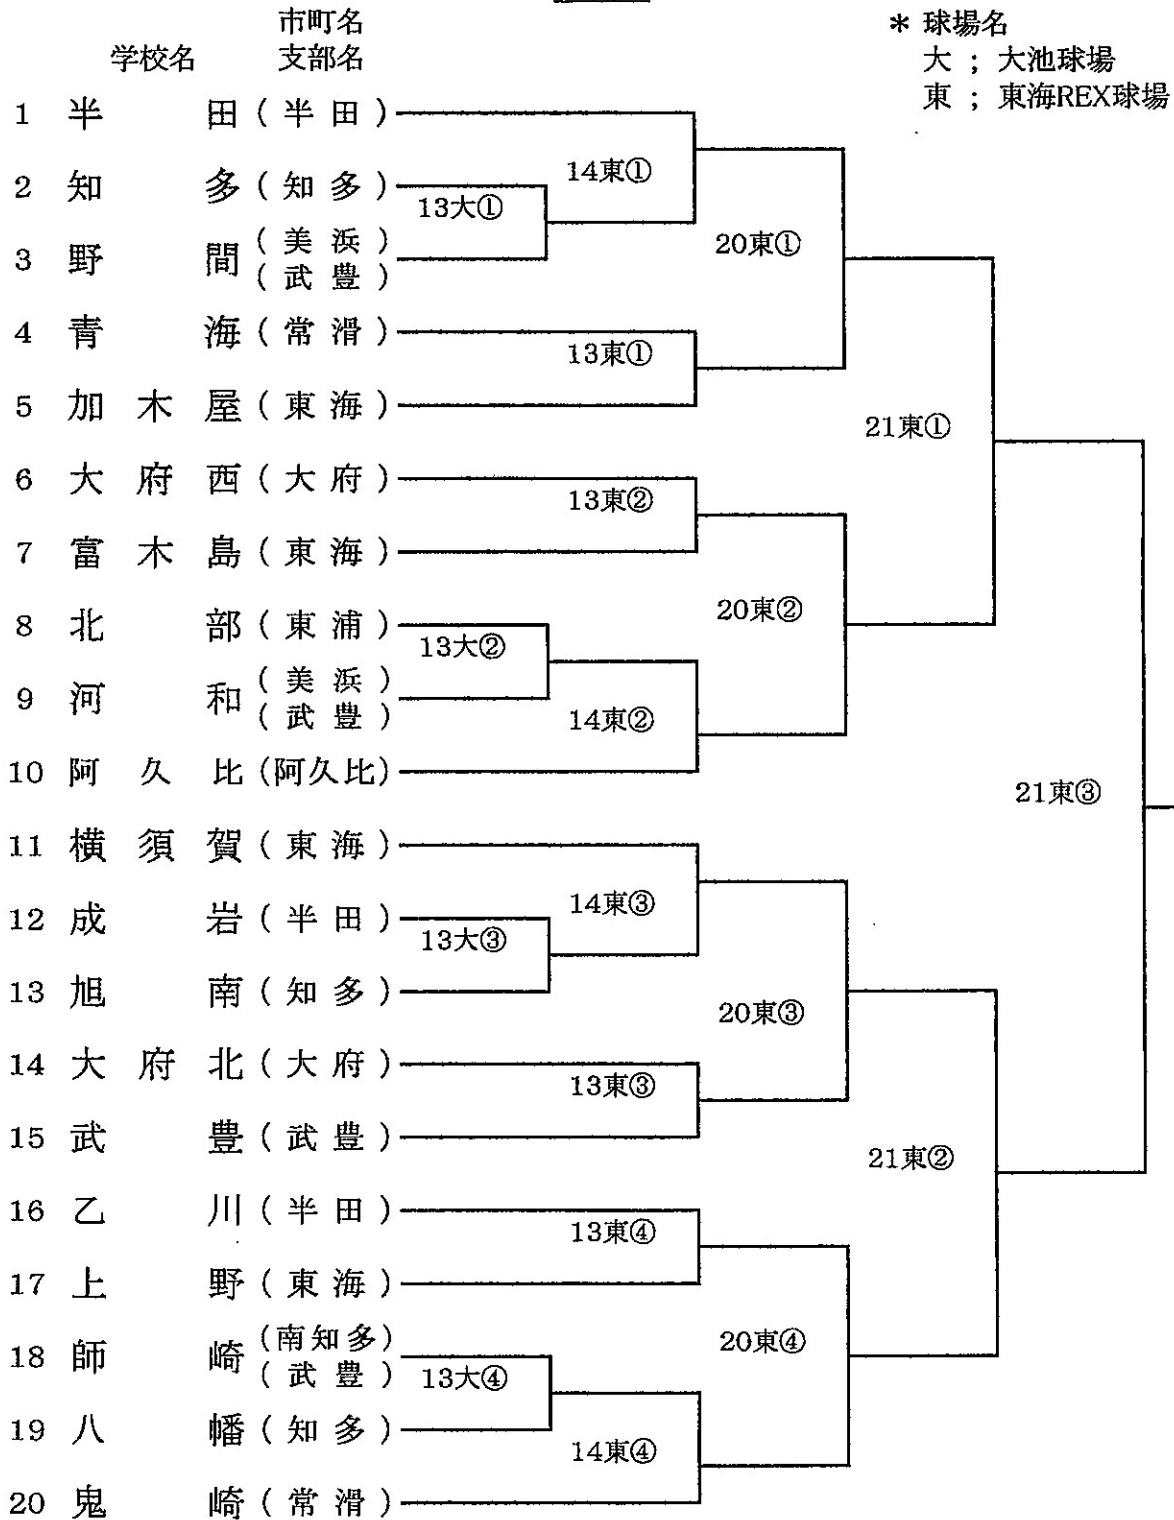 市町名
学校名 支部名
* 球場名
大 ; 大池球場
東 ; 東海REX球場
1 半田 (半田)
2 知多 (知多)
3 野間 (美浜)
(武豊)
4 青海 (常滑)
5 加木屋 (東海)
6 大府西 (大府)
7 富木島 (東海)
8 北部 (東浦)
9 河和 (美浜)
(武豊)
10 阿久比 (阿久比)
11 横須賀 (東海)
12 成岩 (半田)
13 旭南 (知多)
14 大府北 (大府)
15 武豊 (武豊)
16 乙川 (半田)
17 上野 (東海)
18 師崎 (南知多)
(武豊)
19 八幡 (知多)
20 鬼崎 (常滑)
13大①
13大②
13大③
13大④
14東①
13東①
13東②
14東②
14東③
13東③
13東④
14東④
20東①
20東②
20東③
20東④
21東①
21東②
21東③